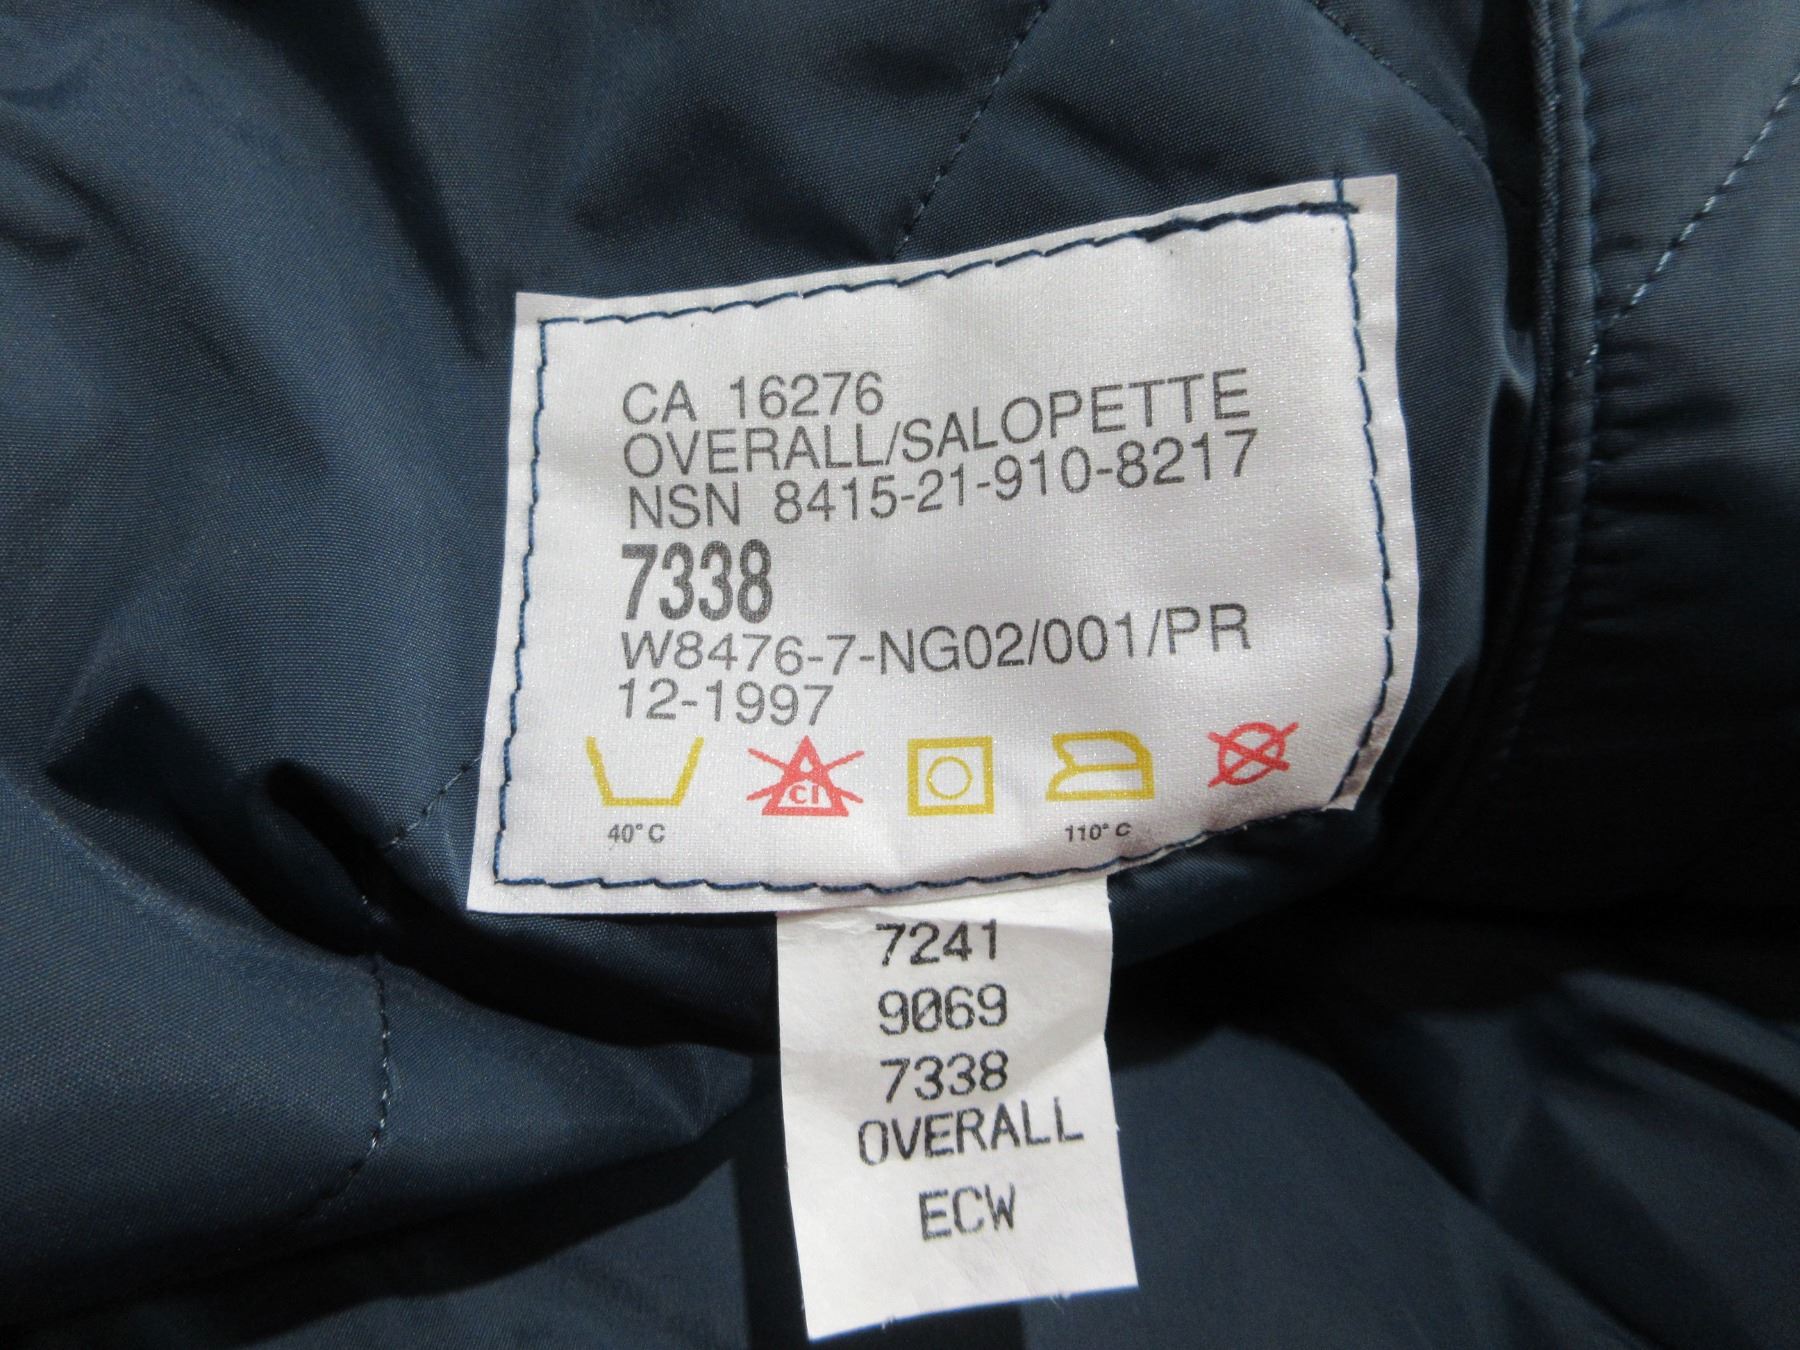 CA 16276
OVERALL/SALOPETTE
NSN 8415-21-910-8217
7338
W8476-7-NG02/001/PR
12-1997
cl
40°C
110°C
7241
9069
7338
OVERALL
ECW